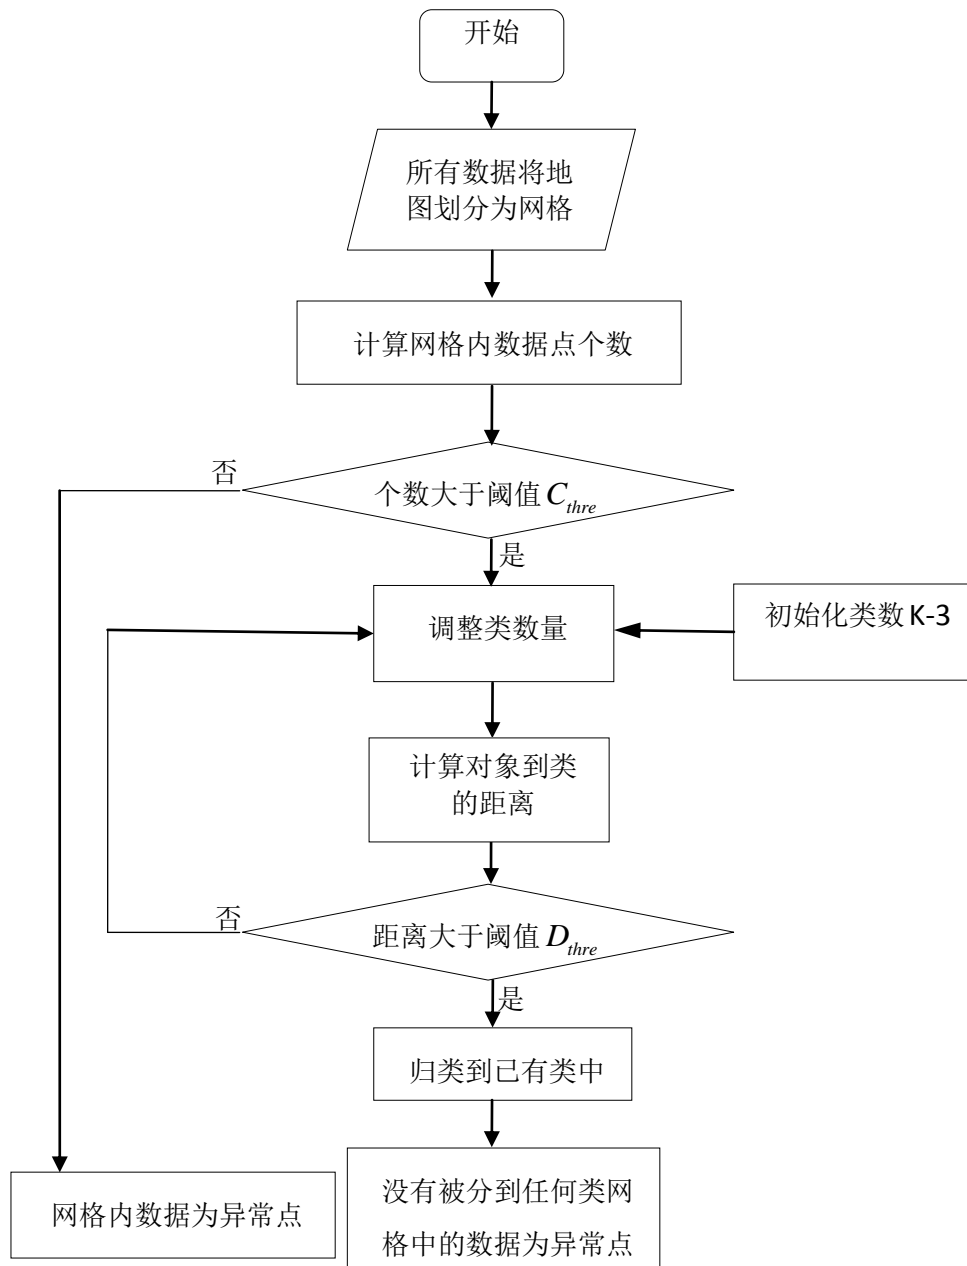 开始
所有数据将地
图划分为网格
计算网格内数据点个数
否
个数大于阈值 C_thre
是
调整类数量
初始化类数 K-3
计算对象到类
的距离
否
距离大于阈值 D_thre
是
归类到已有类中
网格内数据为异常点
没有被分到任何类网
格中的数据为异常点